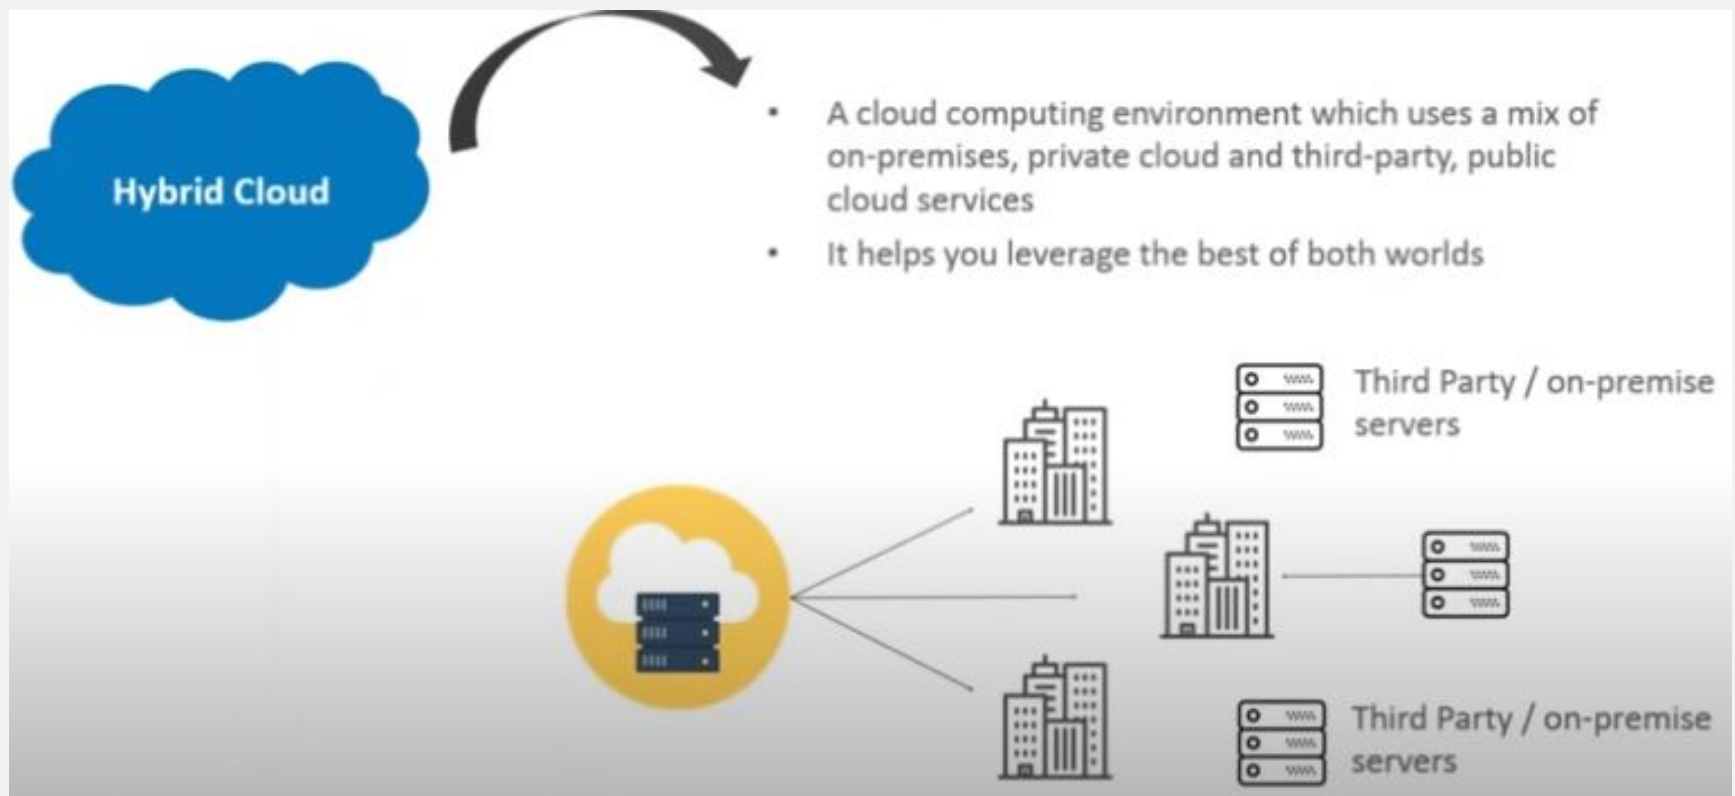 Hybrid Cloud
• A cloud computing environment which uses a mix of
on-premises, private cloud and third-party, public
cloud services
• It helps you leverage the best of both worlds
Third Party / on-premise
servers
Third Party / on-premise
servers